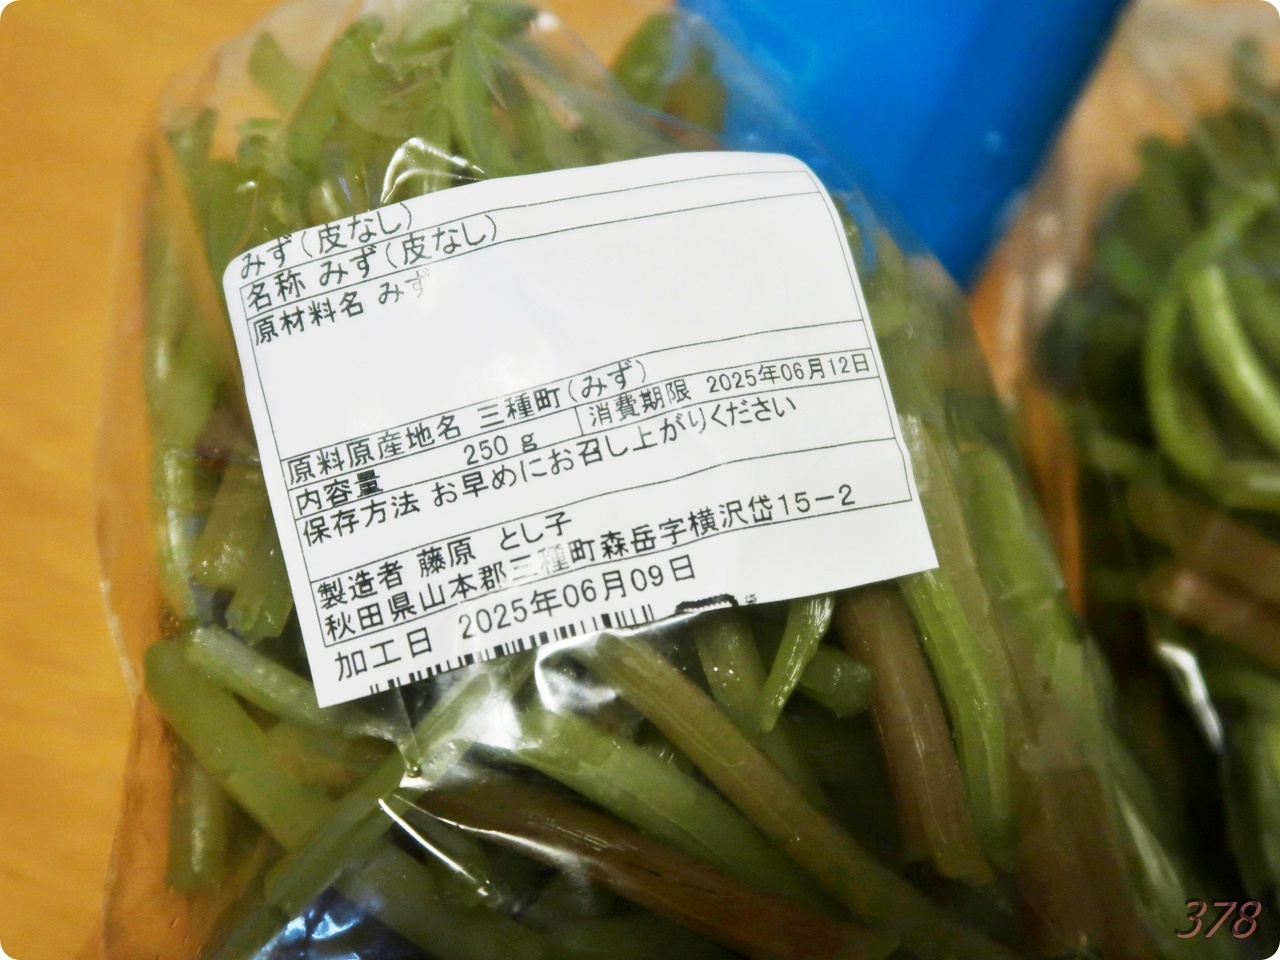 みず(皮なし)
名称 みず(皮なし)
原材料名 みず
原料原産地名 三種町(みず)
内容量 250g 消費期限 2025年06月12日
保存方法 お早めにお召し上がりください
製造者 藤原 とし子
秋田県山本郡三種町森岳字横沢岱15-2
加工日 2025年06月09日
袋
378